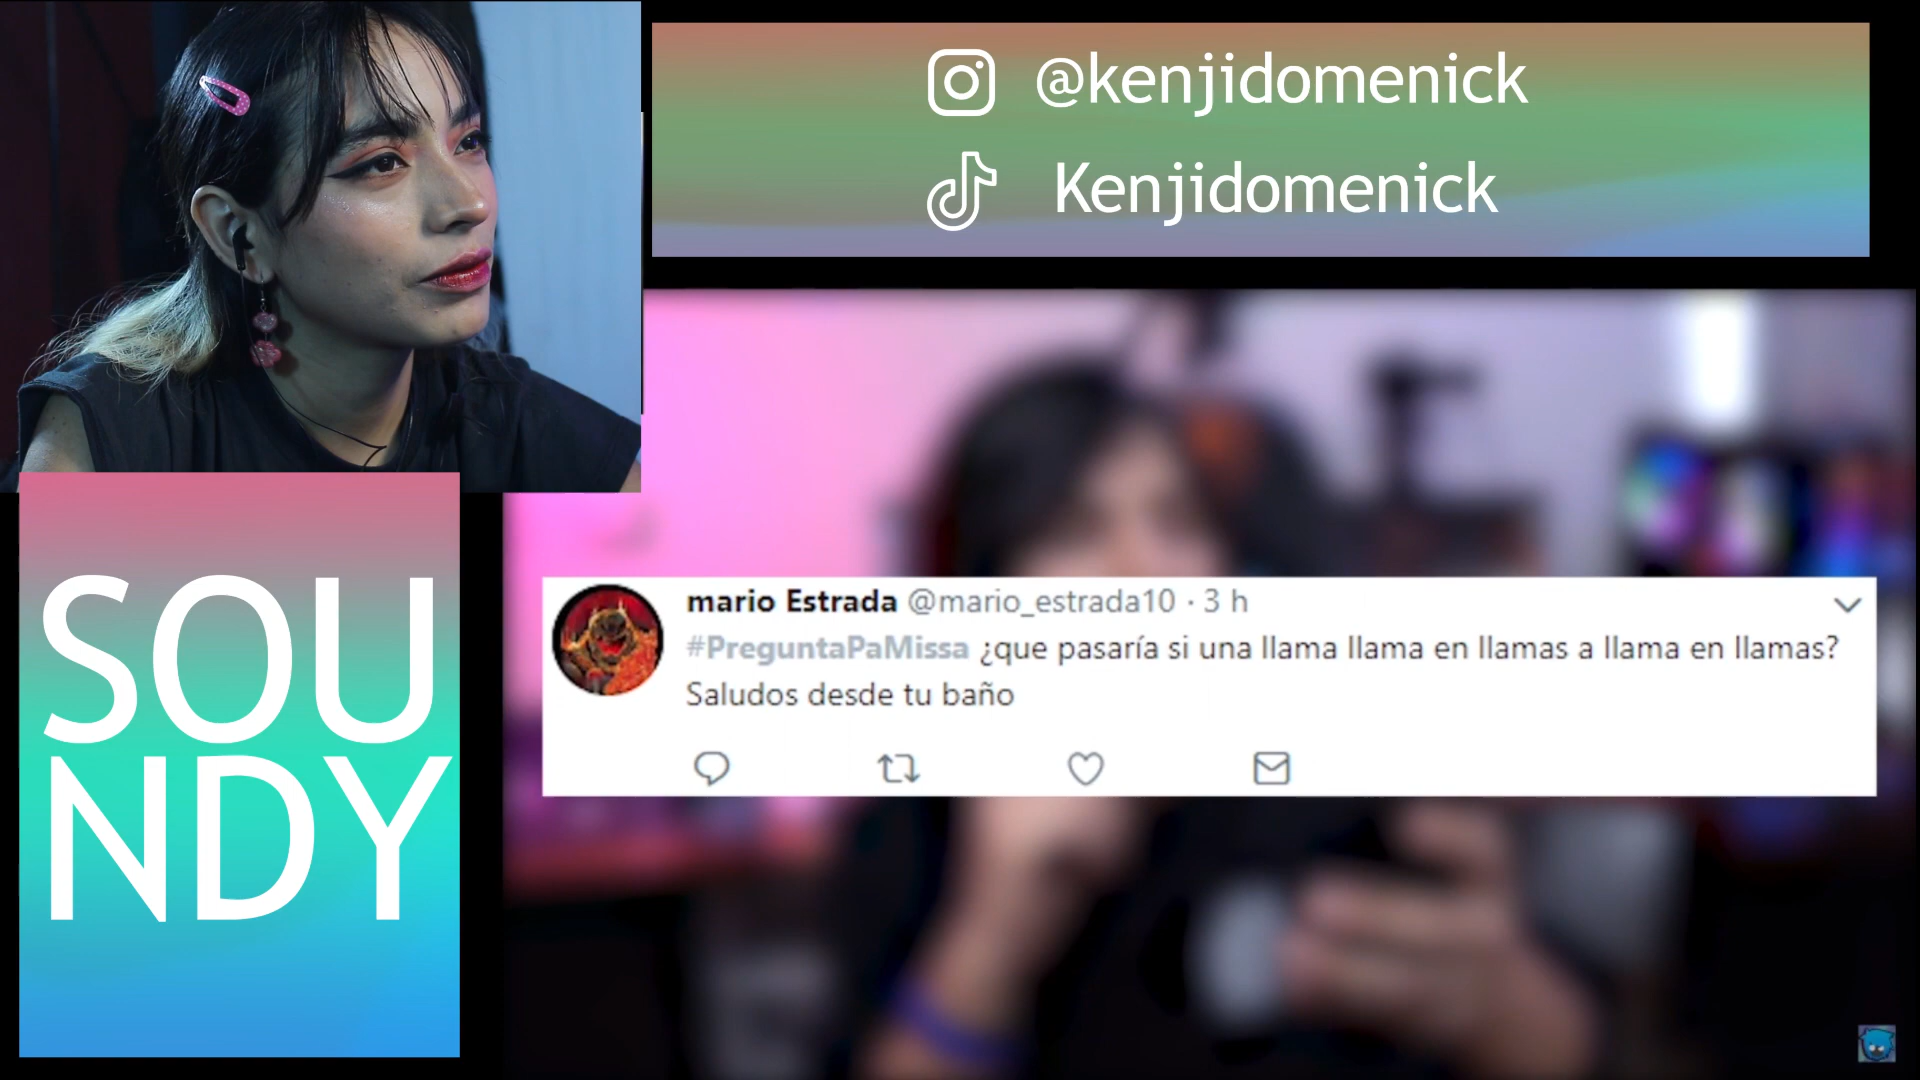 @kenjidomenick
Kenjidomenick
SOU
NDY
mario Estrada @mario_estrada10 · 3 h
#PreguntaPaMissa ¿que pasaría si una llama llama en llamas a llama en llamas?
Saludos desde tu baño